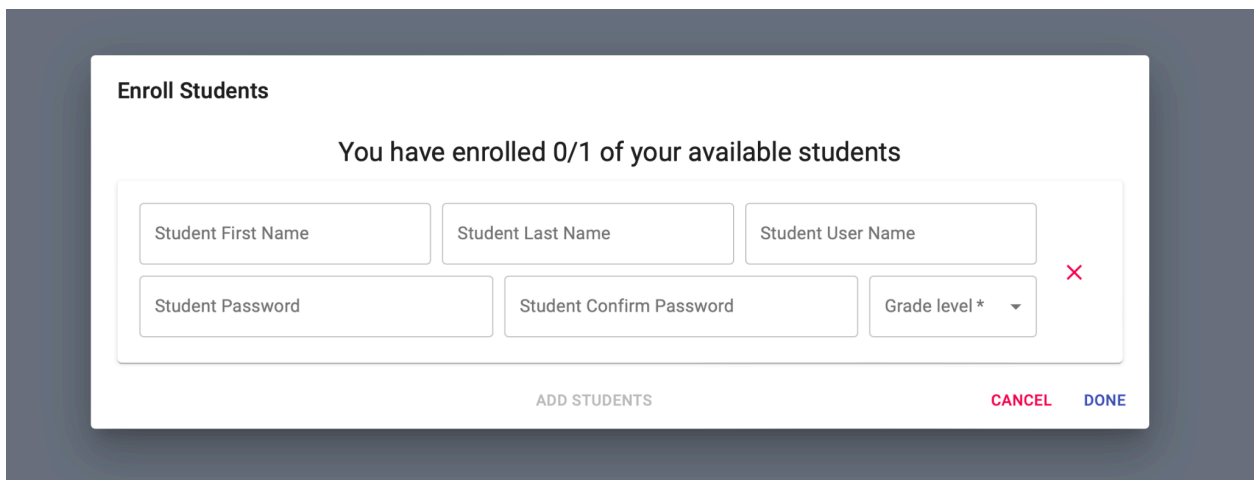 Enroll Students
You have enrolled 0/1 of your available students
Student First Name
Student Last Name
Student User Name
Student Password
Student Confirm Password
Grade level *
ADD STUDENTS
CANCEL
DONE